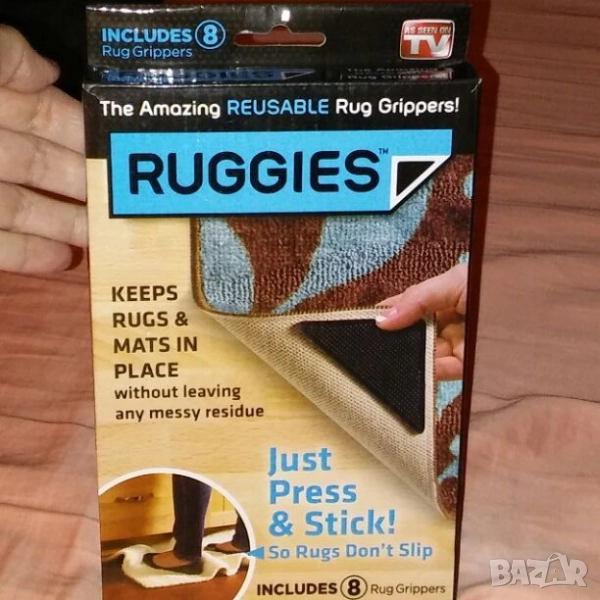 INCLUDES 8
Rug Grippers
AS SEEN ON
TV
The Amazing REUSABLE Rug Grippers!
RUGGIES™
KEEPS
RUGS &
MATS IN
PLACE
without leaving
any messy residue
Just
Press
& Stick!
So Rugs Don't Slip
INCLUDES 8 Rug Grippers
BAZAR